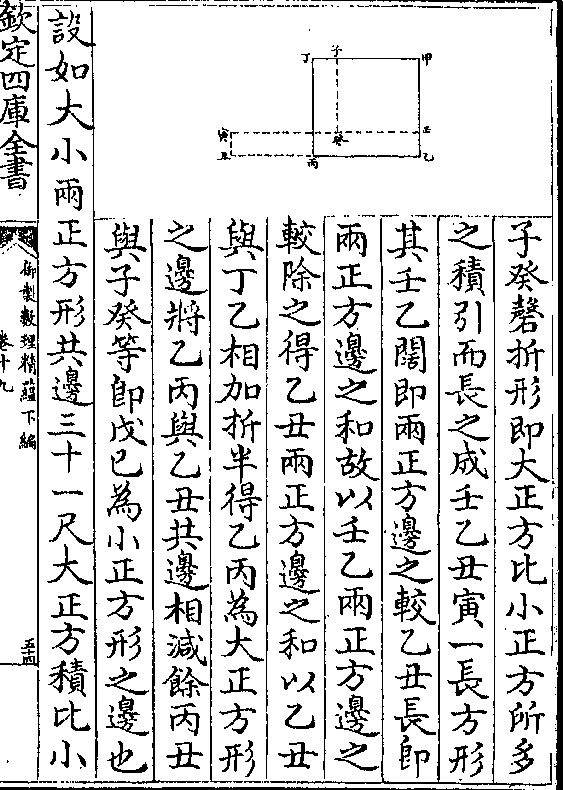 甲
子
丁
壬
癸
寅
乙
丙
丑
子癸磬折形即大正方比小正方所多
之積引而長之成壬乙丑寅一長方形
其壬乙闊即兩正方邊之較乙丑長即
兩正方邊之和故以壬乙兩正方邊之
較除之得乙丑兩正方邊之和以乙丑
與丁乙相加折半得乙丙為大正方形
之邊將乙丙與乙丑共邊相減餘丙丑
與子癸等即戊己為小正方形之邊也
設如大小兩正方形共邊三十一尺大正方積比小
欽定四庫全書
御製數理精蘊下編
卷十九